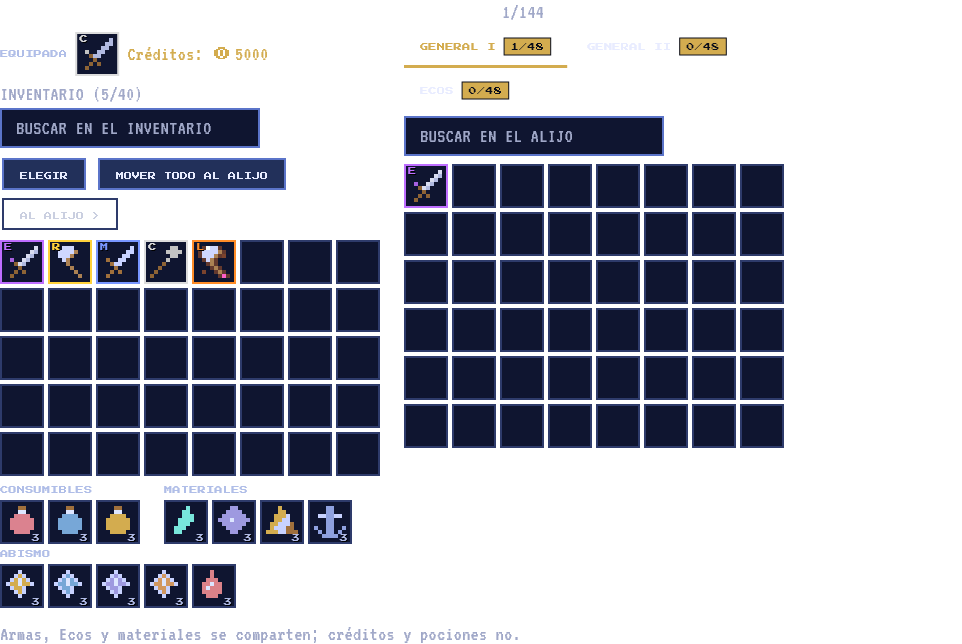 1/144
EQUIPADA C Créditos: 5000
GENERAL I 1/48 GENERAL II 0/48
ECOS 0/48
INVENTARIO (5/40)
BUSCAR EN EL INVENTARIO
BUSCAR EN EL ALIJO
ELEGIR MOVER TODO AL ALIJO
AL ALIJO >
E
E R M C L
CONSUMIBLES MATERIALES
3 3 3 3 3 3 3
ABISMO
3 3 3 3 3
Armas, Ecos y materiales se comparten; créditos y pociones no.